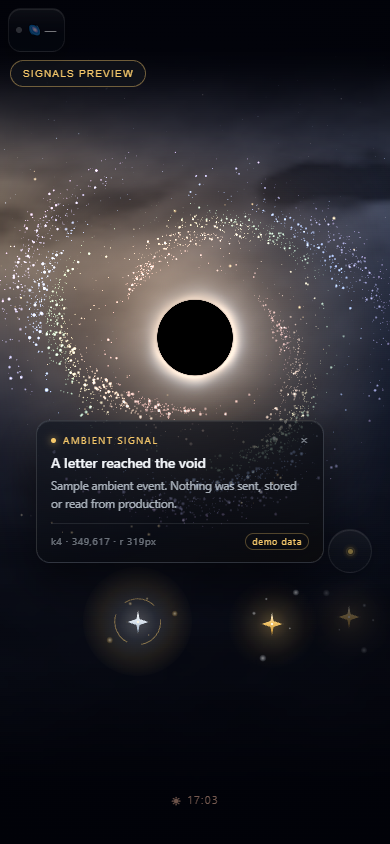 SIGNALS PREVIEW
AMBIENT SIGNAL
×
A letter reached the void
Sample ambient event. Nothing was sent, stored
or read from production.
k4 · 349,617 · r 319px
demo data
17:03